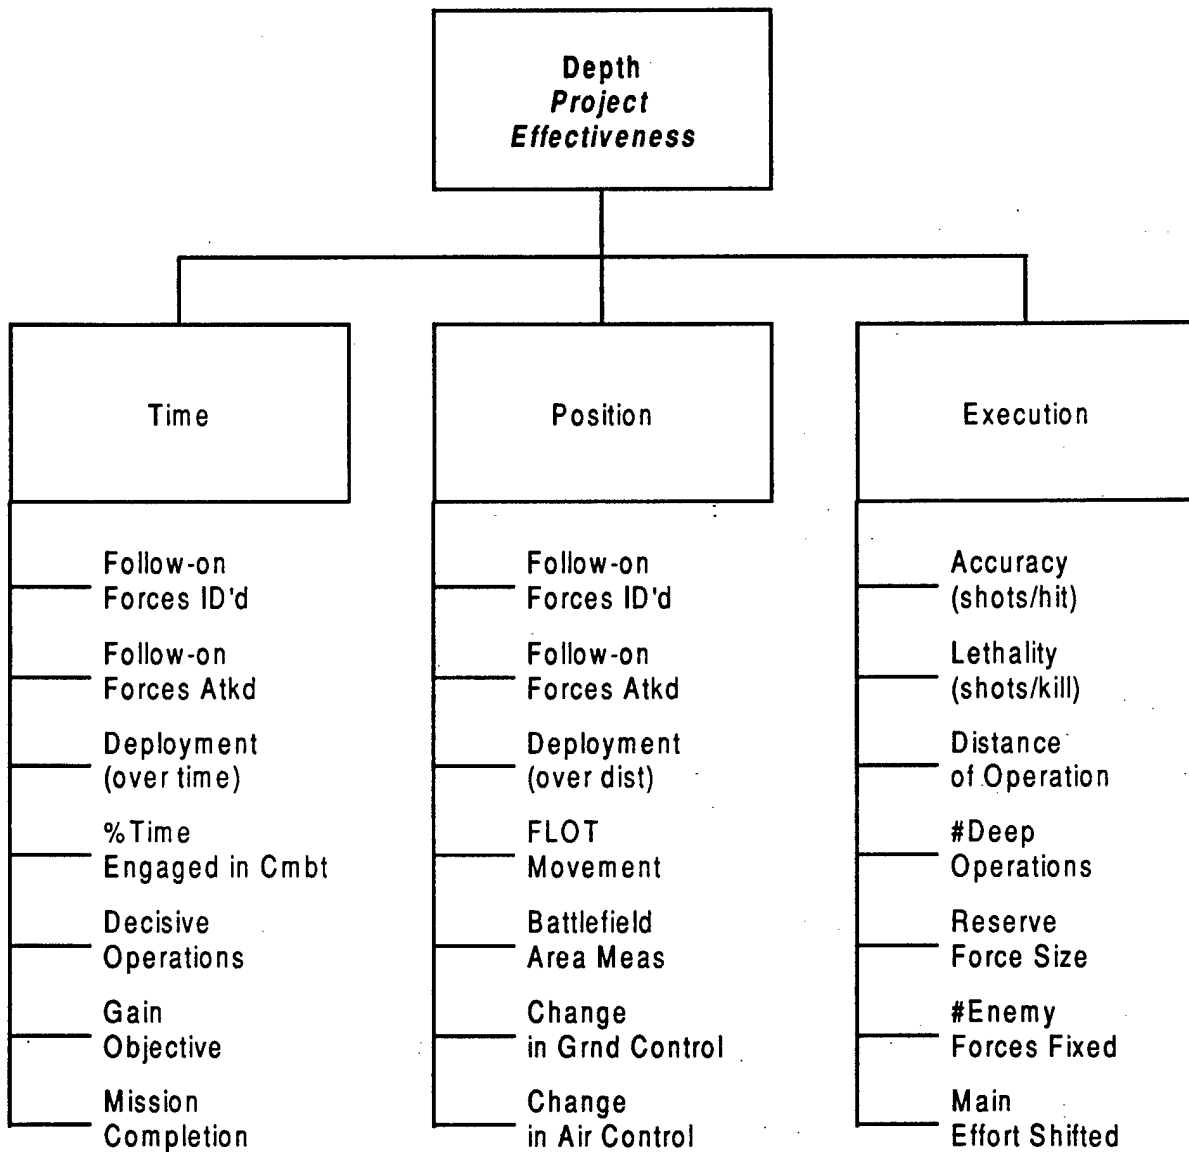 Depth
Project
Effectiveness
Time
Follow-on
Forces ID'd
Follow-on
Forces Atkd
Deployment
(over time)
%Time
Engaged in Cmbt
Decisive
Operations
Gain
Objective
Mission
Completion
Position
Follow-on
Forces ID'd
Follow-on
Forces Atkd
Deployment
(over dist)
FLOT
Movement
Battlefield
Area Meas
Change
in Grnd Control
Change
in Air Control
Execution
Accuracy
(shots/hit)
Lethality
(shots/kill)
Distance
of Operation
#Deep
Operations
Reserve
Force Size
#Enemy
Forces Fixed
Main
Effort Shifted